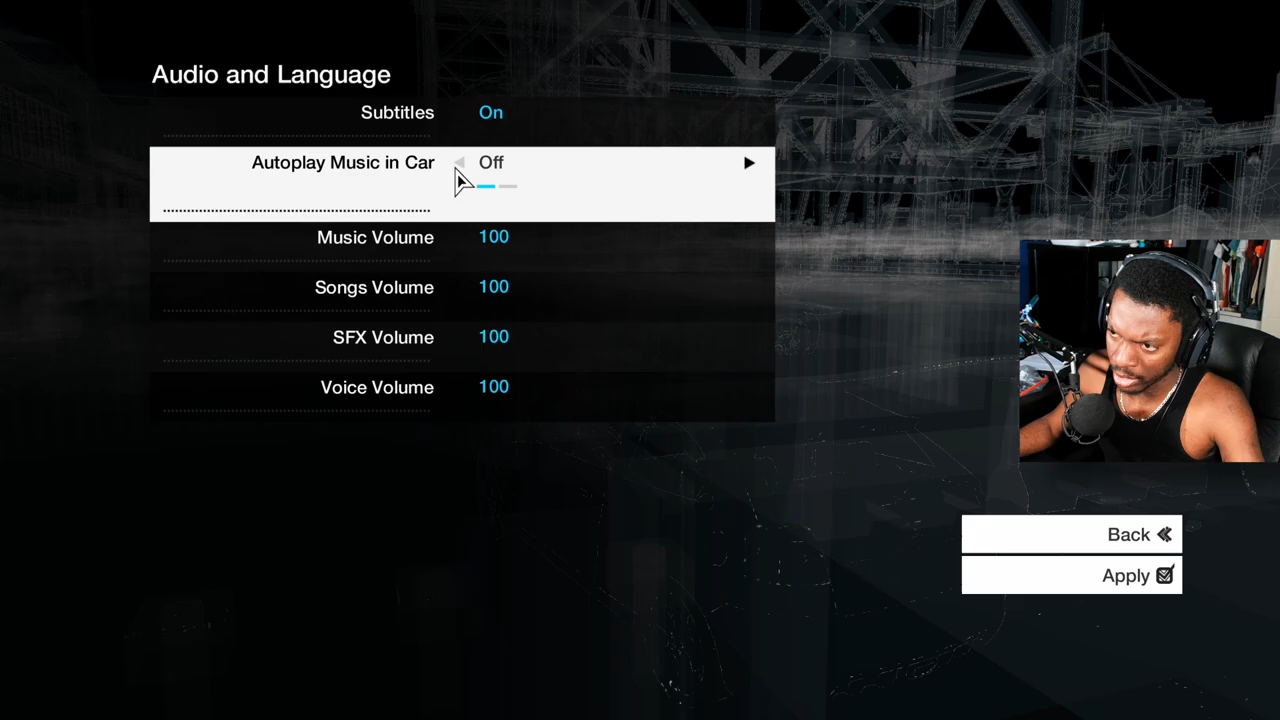 Audio and Language
Subtitles On
Autoplay Music in Car Off
Music Volume 100
Songs Volume 100
SFX Volume 100
Voice Volume 100
Back
Apply